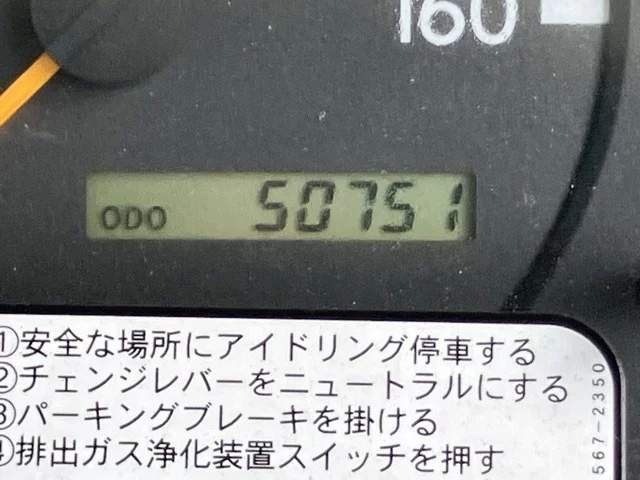 160
ODO 50751
①安全な場所にアイドリング停車する
②チェンジレバーをニュートラルにする
③パーキングブレーキを掛ける
④排出ガス浄化装置スイッチを押す
567-2350